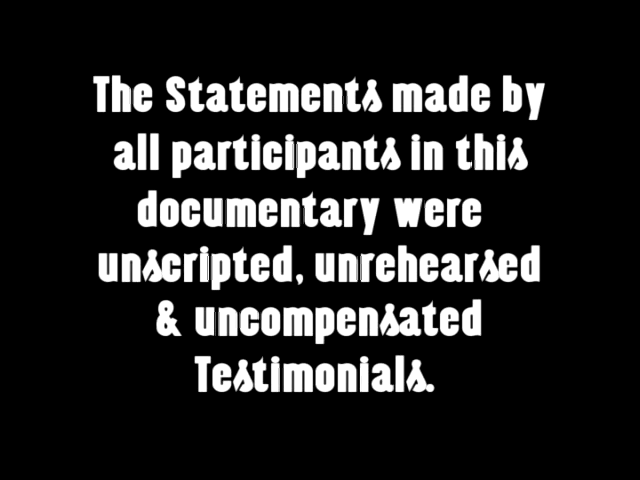 The Statements made by
all participants in this
documentary were
unscripted, unrehearsed
& uncompensated
Testimonials.